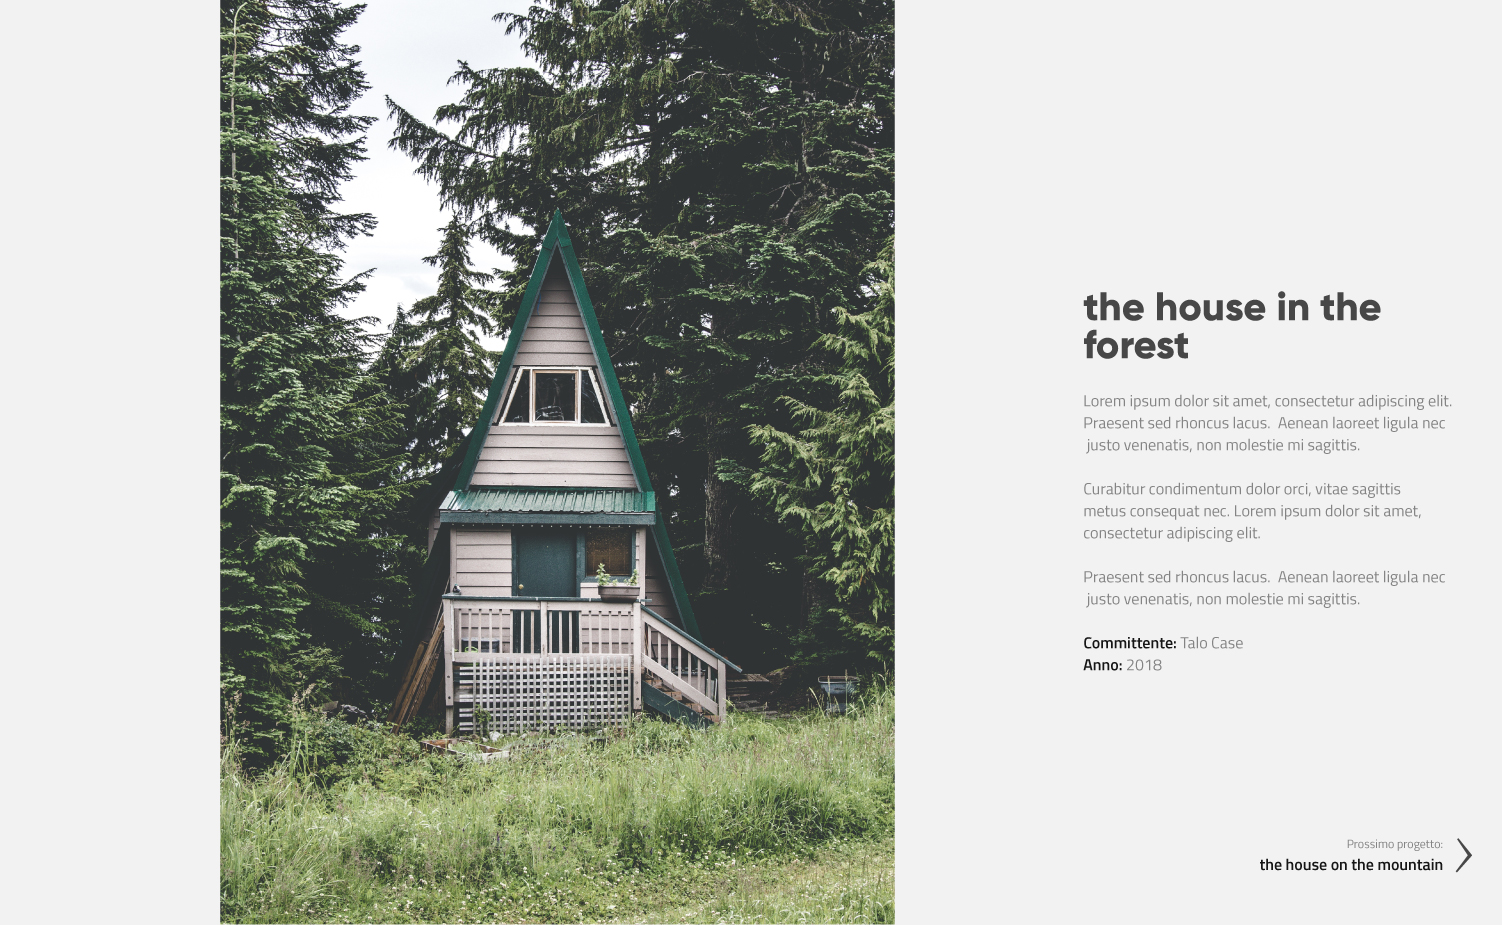 the house in the
forest
Lorem ipsum dolor sit amet, consectetur adipiscing elit.
Praesent sed rhoncus lacus.  Aenean laoreet ligula nec
justo venenatis, non molestie mi sagittis.
Curabitur condimentum dolor orci, vitae sagittis
metus consequat nec. Lorem ipsum dolor sit amet,
consectetur adipiscing elit.
Praesent sed rhoncus lacus.  Aenean laoreet ligula nec
justo venenatis, non molestie mi sagittis.
Committente: Talo Case
Anno: 2018
Prossimo progetto:
the house on the mountain